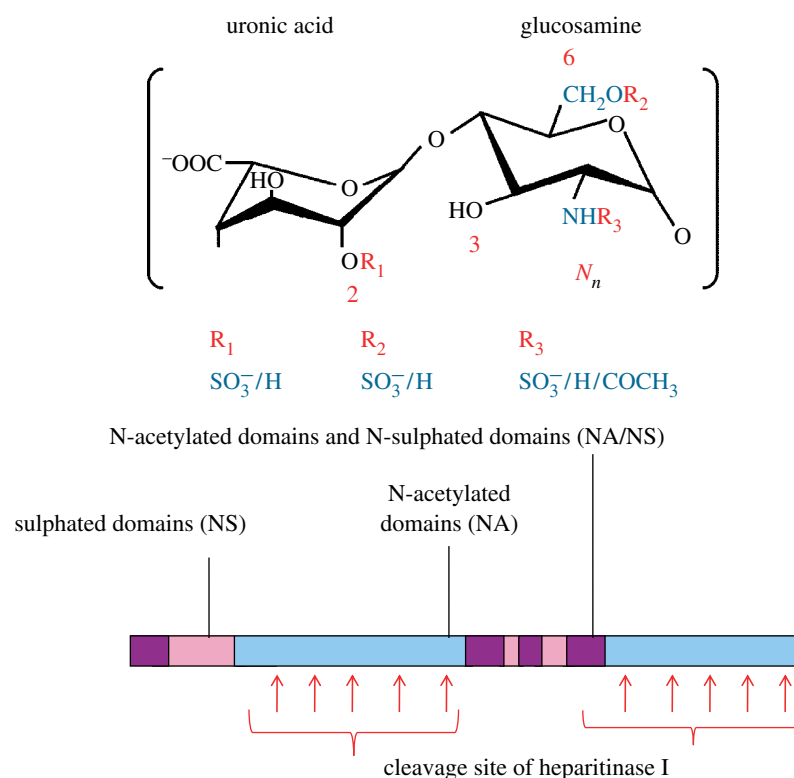 uronic acid glucosamine
6
CH₂OR₂
O
O
⁻OOC
HO
O
HO
NHR₃
O
OR₁
3
Nₙ
2
R₁ R₂ R₃
SO₃⁻/H SO₃⁻/H SO₃⁻/H/COCH₃
N-acetylated domains and N-sulphated domains (NA/NS)
N-acetylated
domains (NA)
sulphated domains (NS)
cleavage site of heparitinase I